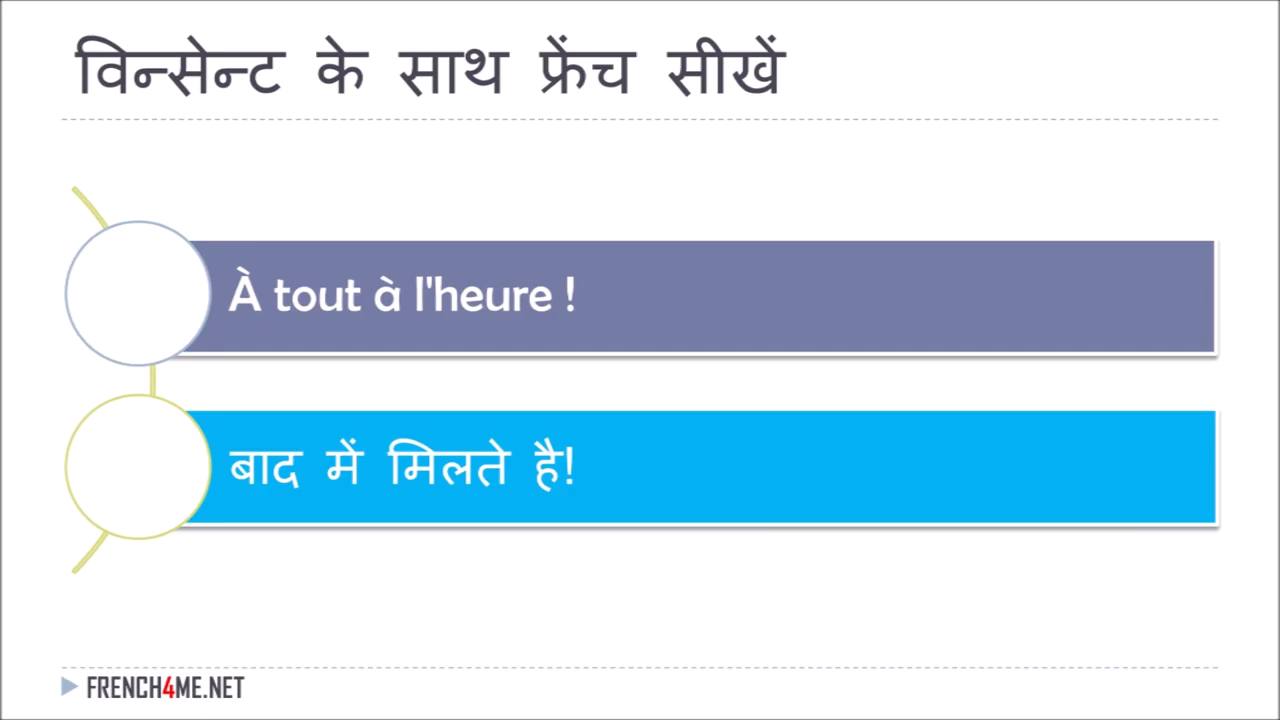 विन्सेन्ट के साथ फ्रेंच सीखें
À tout à l'heure !
बाद में मिलते है!
FRENCH4ME.NET